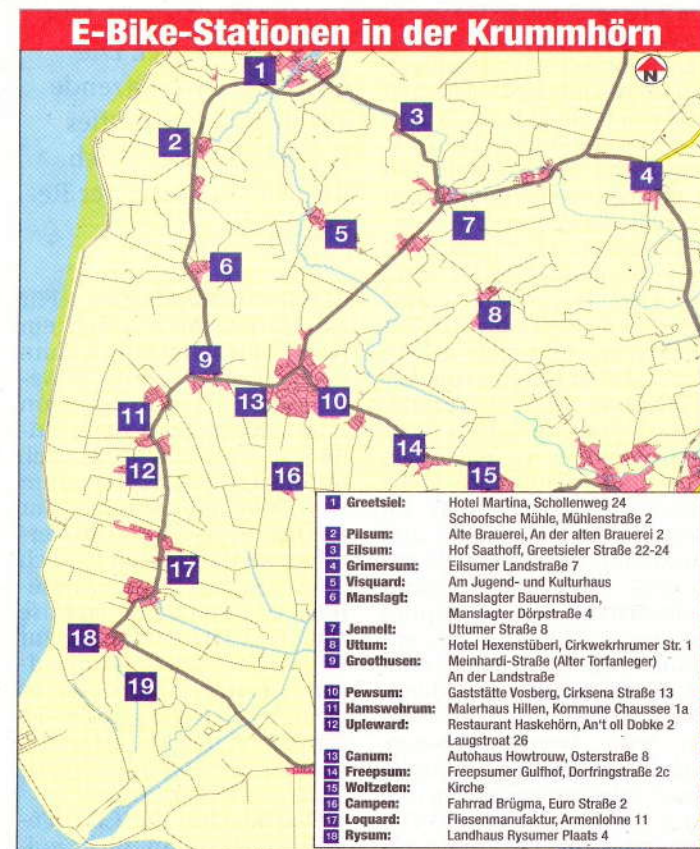 E-Bike-Stationen in der Krummhörn
N
1
2
3
4
5
6
7
8
9
10
11
12
13
14
15
16
17
18
19
1 Greetsiel: Hotel Martina, Schollenweg 24
Schoofsche Mühle, Mühlenstraße 2
2 Pilsum: Alte Brauerei, An der alten Brauerei 2
3 Eilsum: Hof Saathoff, Greetsieler Straße 22-24
4 Grimersum: Eilsumer Landstraße 7
5 Visquard: Am Jugend- und Kulturhaus
6 Manslagt: Manslagter Bauernstuben,
Manslagter Dörpstraße 4
7 Jennelt: Uttumer Straße 8
8 Uttum: Hotel Hexenstüberl, Cirkwekrhrumer Str. 1
9 Groothusen: Meinhardi-Straße (Alter Torfanleger)
An der Landstraße
10 Pewsum: Gaststätte Vosberg, Cirksena Straße 13
11 Hamswehrum: Malerhaus Hillen, Kommune Chaussee 1a
12 Upleward: Restaurant Haskehörn, An't oll Dobke 2
Laugstroat 26
13 Canum: Autohaus Howtrouw, Osterstraße 8
14 Freepsum: Freepsumer Gulfhof, Dorfringstraße 2c
15 Woltzeten: Kirche
16 Campen: Fahrrad Brügma, Euro Straße 2
17 Loquard: Fliesenmanufaktur, Armenlohne 11
18 Rysum: Landhaus Rysumer Plaats 4